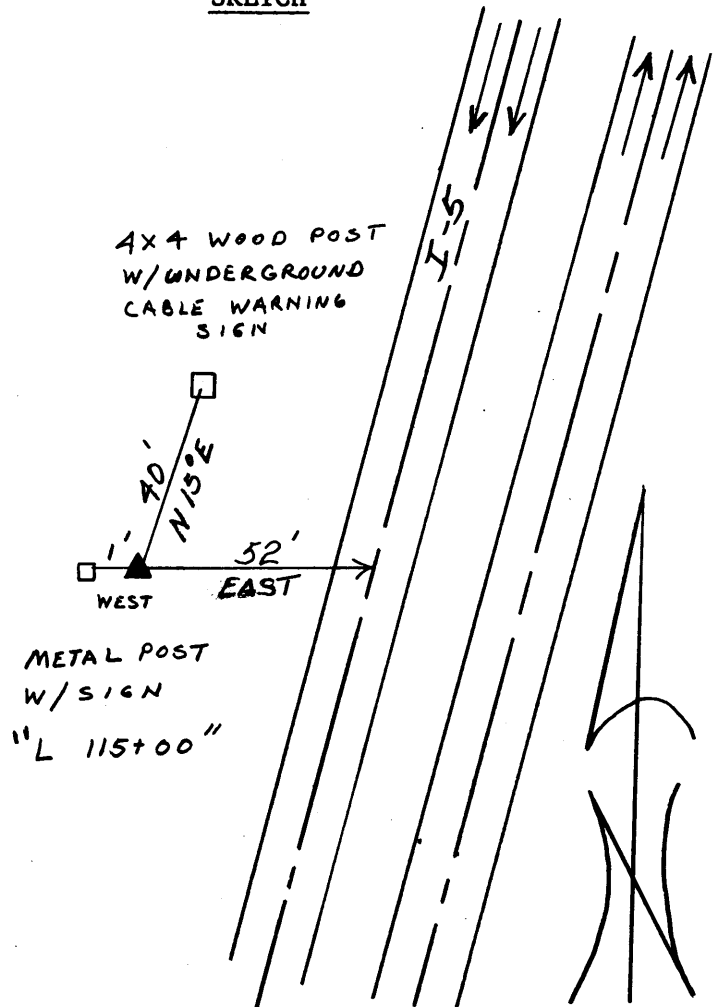 SKETCH
I-5
4X4 WOOD POST
W/UNDERGROUND
CABLE WARNING
SIGN
40'
N 15°E
1'
52'
WEST
EAST
METAL POST
W/SIGN
"L 115+00"
N